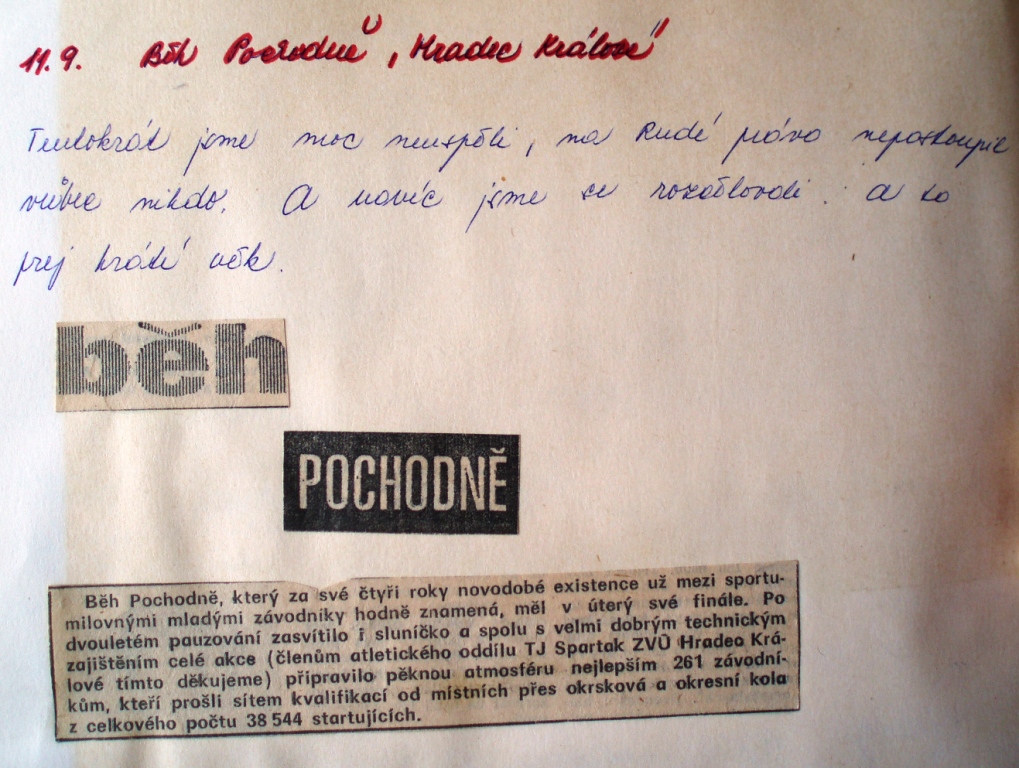 11.9. Běh Pochodně, Hradec Králové
Tentokrát jsme moc neuspěli, na Rudé právo nepostoupil
vůbec nikdo. A navíc jsme se rozdělovali. a to
prej krátí věk.
běh
POCHODNĚ
Běh Pochodně, který za své čtyři roky novodobé existence už mezi sportu-
milovnými mladými závodníky hodně znamená, měl v úterý své finále. Po
dvouletém pauzování zasvítilo i sluníčko a spolu s velmi dobrým technickým
zajištěním celé akce (členům atletického oddílu TJ Spartak ZVÚ Hradec Krá-
lové tímto děkujeme) připravilo pěknou atmosféru nejlepším 261 závodní-
kům, kteří prošli sítem kvalifikací od místních přes okrsková a okresní kola
z celkového počtu 38 544 startujících.